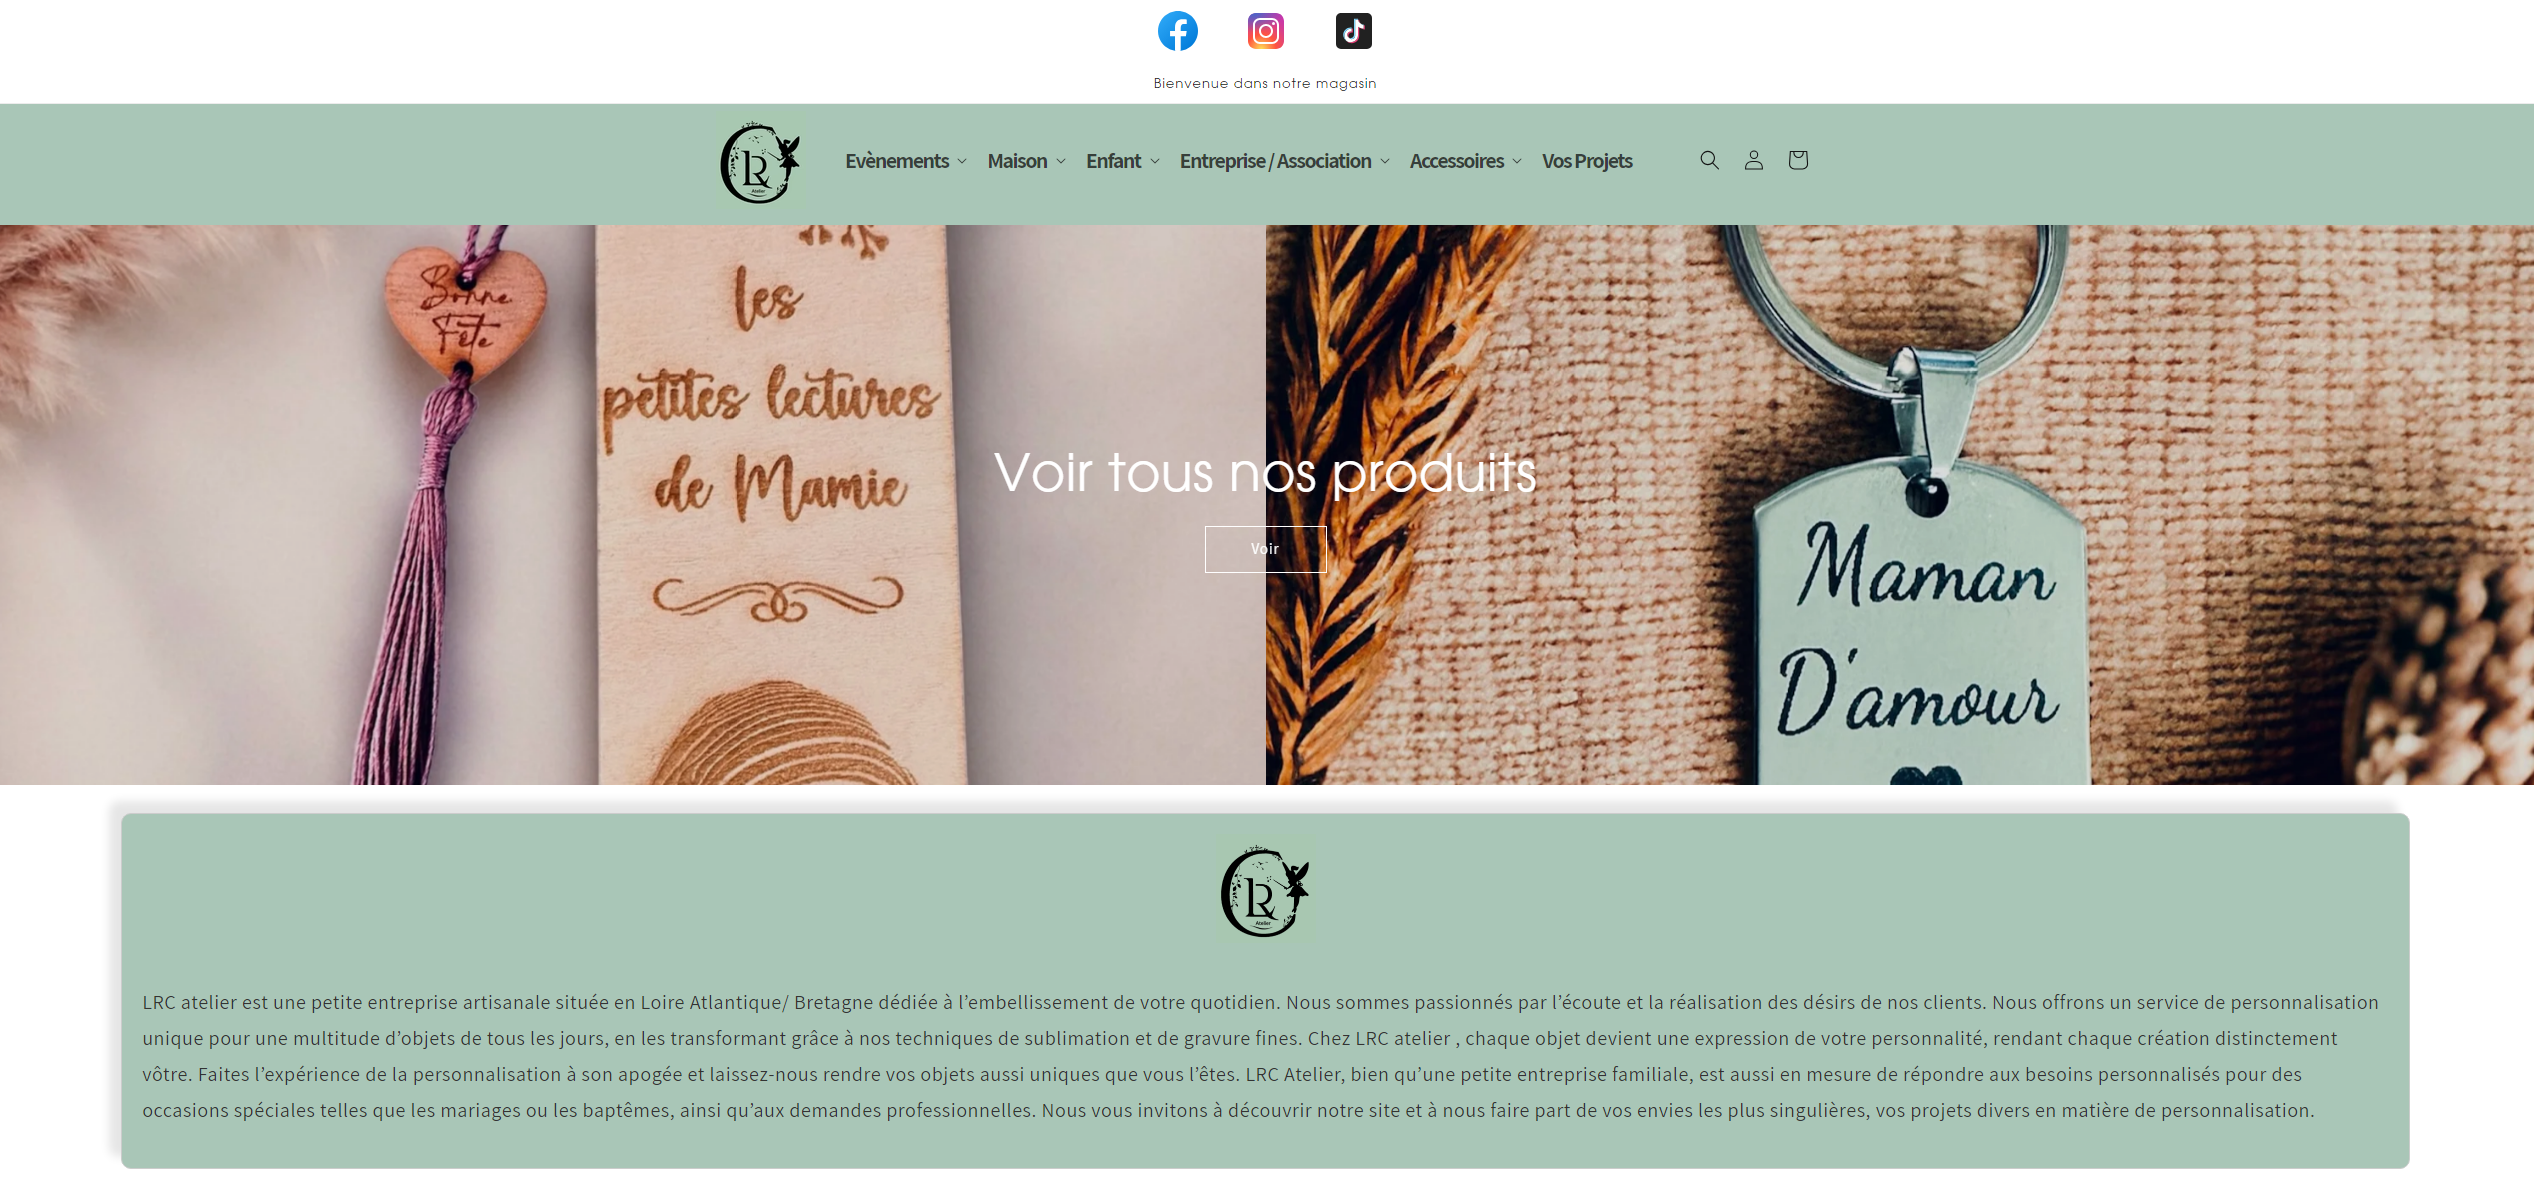 Bienvenue dans notre magasin
LR
Atelier
Evènements
Maison
Enfant
Entreprise / Association
Accessoires
Vos Projets
Bonne
Fête
les
petites lectures
de Mamie
Voir tous nos produits
Voir
Maman
D'amour
LR
Atelier
LRC atelier est une petite entreprise artisanale située en Loire Atlantique/ Bretagne dédiée à l’embellissement de votre quotidien. Nous sommes passionnés par l’écoute et la réalisation des désirs de nos clients. Nous offrons un service de personnalisation
unique pour une multitude d’objets de tous les jours, en les transformant grâce à nos techniques de sublimation et de gravure fines. Chez LRC atelier , chaque objet devient une expression de votre personnalité, rendant chaque création distinctement
vôtre. Faites l’expérience de la personnalisation à son apogée et laissez-nous rendre vos objets aussi uniques que vous l’êtes. LRC Atelier, bien qu’une petite entreprise familiale, est aussi en mesure de répondre aux besoins personnalisés pour des
occasions spéciales telles que les mariages ou les baptêmes, ainsi qu’aux demandes professionnelles. Nous vous invitons à découvrir notre site et à nous faire part de vos envies les plus singulières, vos projets divers en matière de personnalisation.